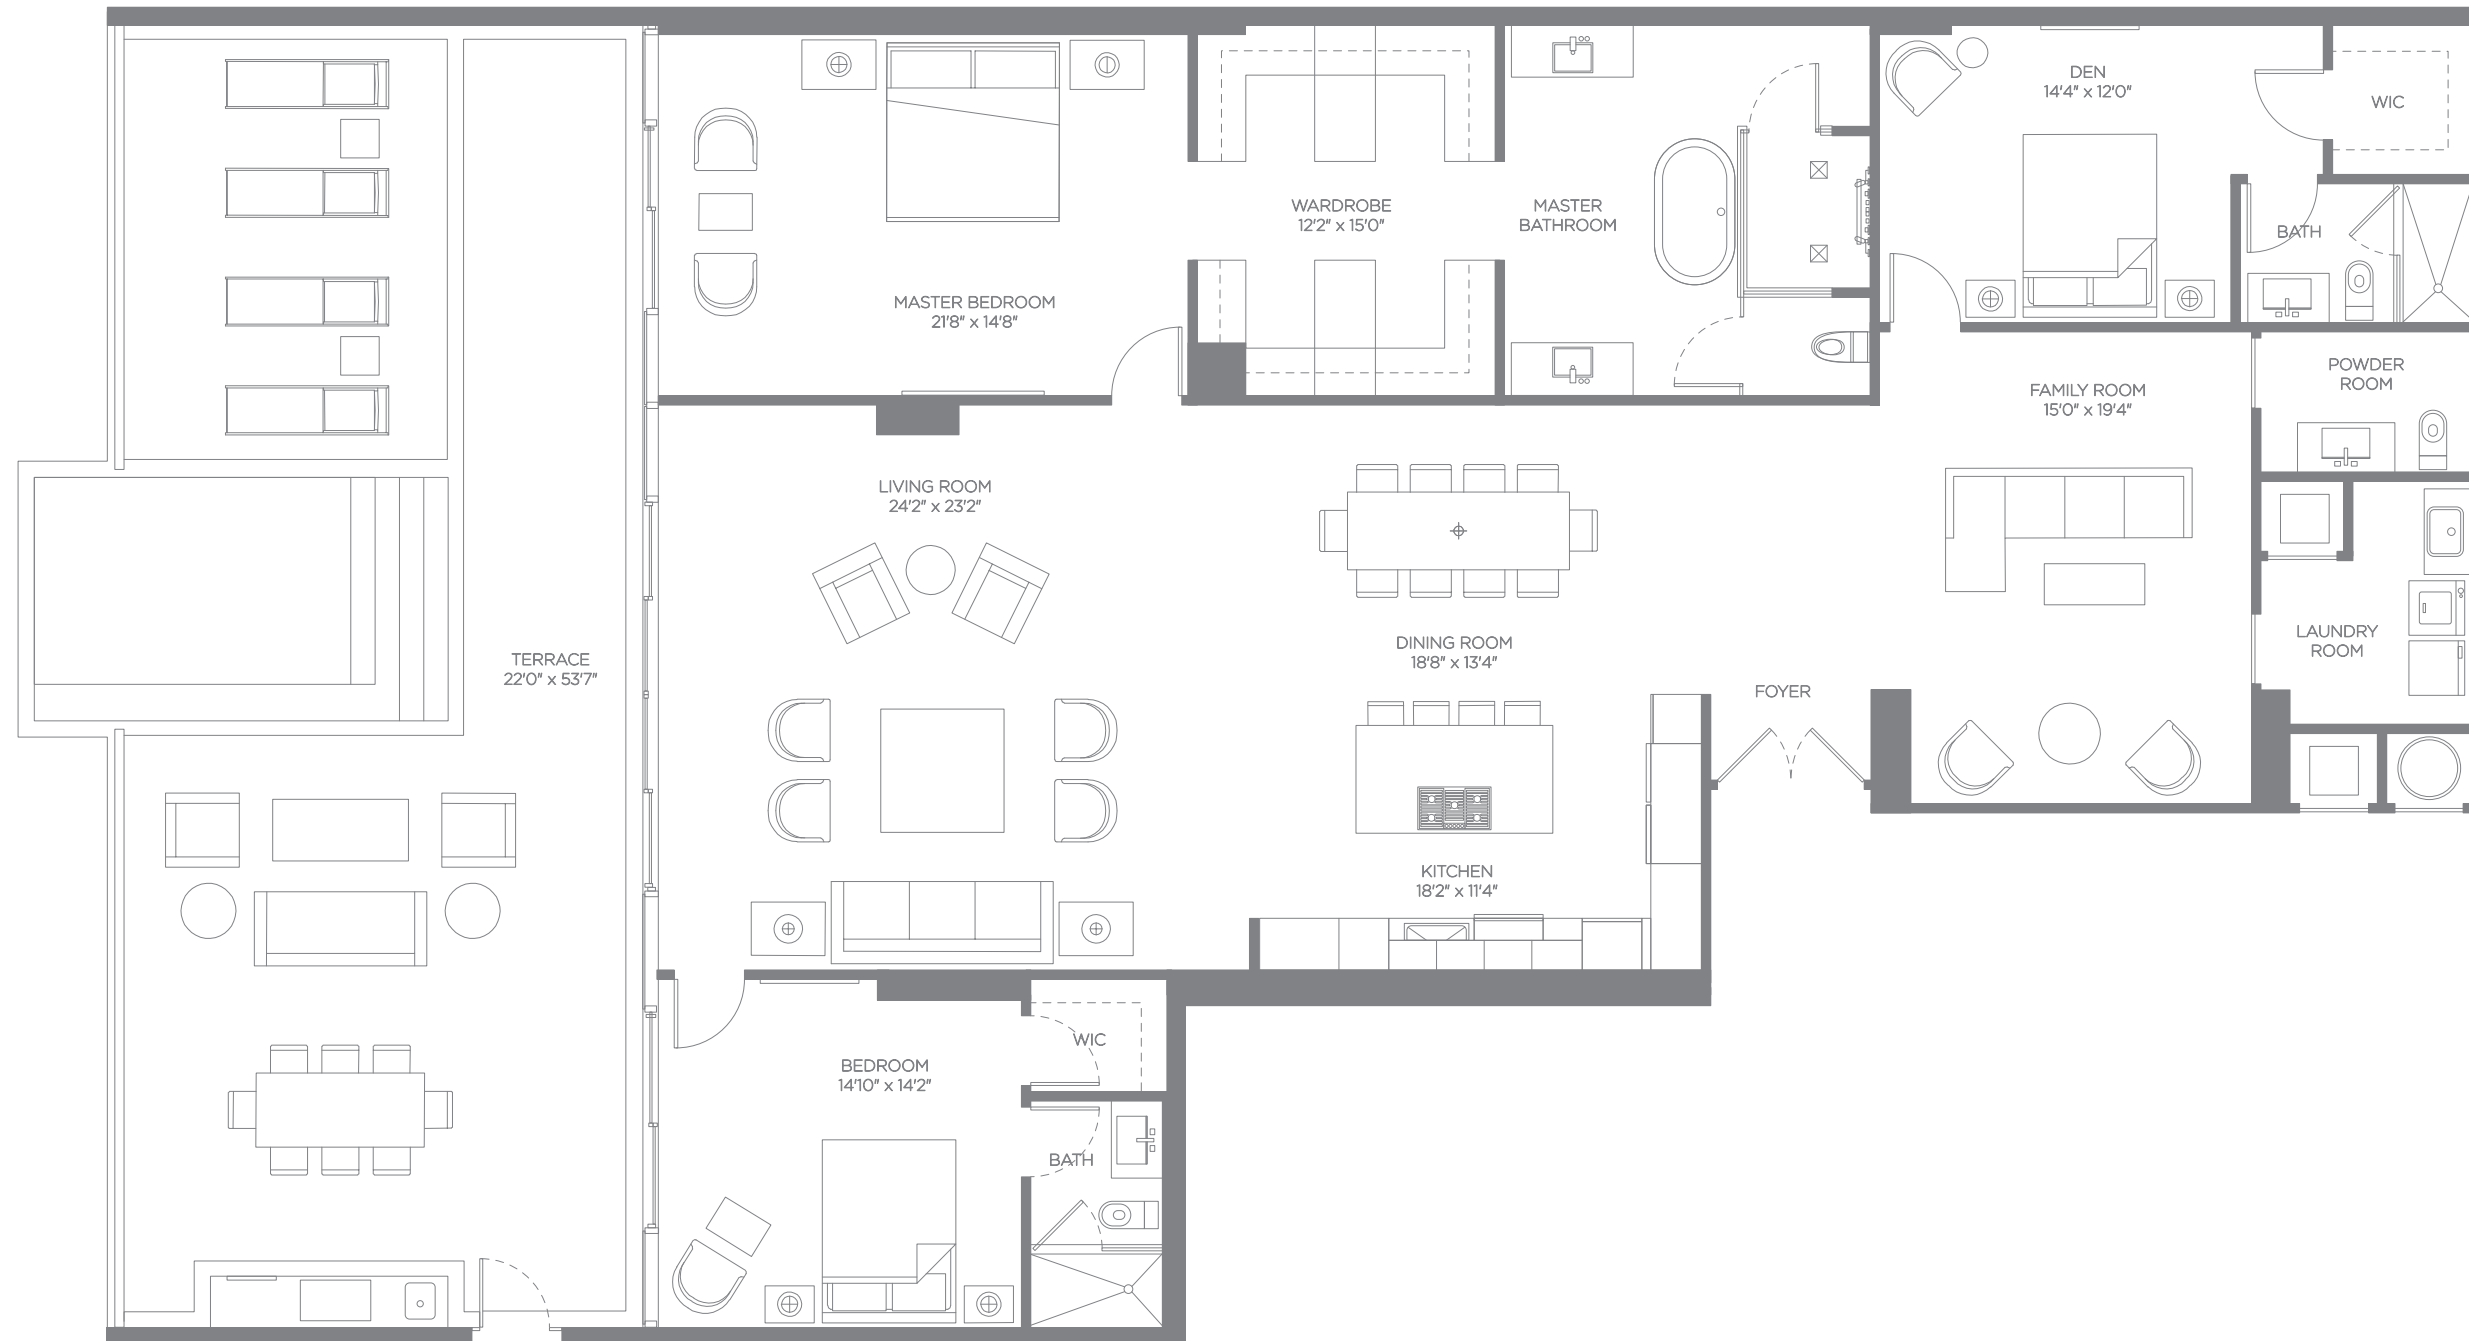 DEN
14'4" x 12'0"
WIC
WARDROBE
12'2" x 15'0"
MASTER
BATHROOM
BATH
MASTER BEDROOM
21'8" x 14'8"
POWDER
ROOM
FAMILY ROOM
15'0" x 19'4"
LIVING ROOM
24'2" x 23'2"
DINING ROOM
18'8" x 13'4"
LAUNDRY
ROOM
TERRACE
22'0" x 53'7"
FOYER
KITCHEN
18'2" x 11'4"
WIC
BEDROOM
14'10" x 14'2"
BATH